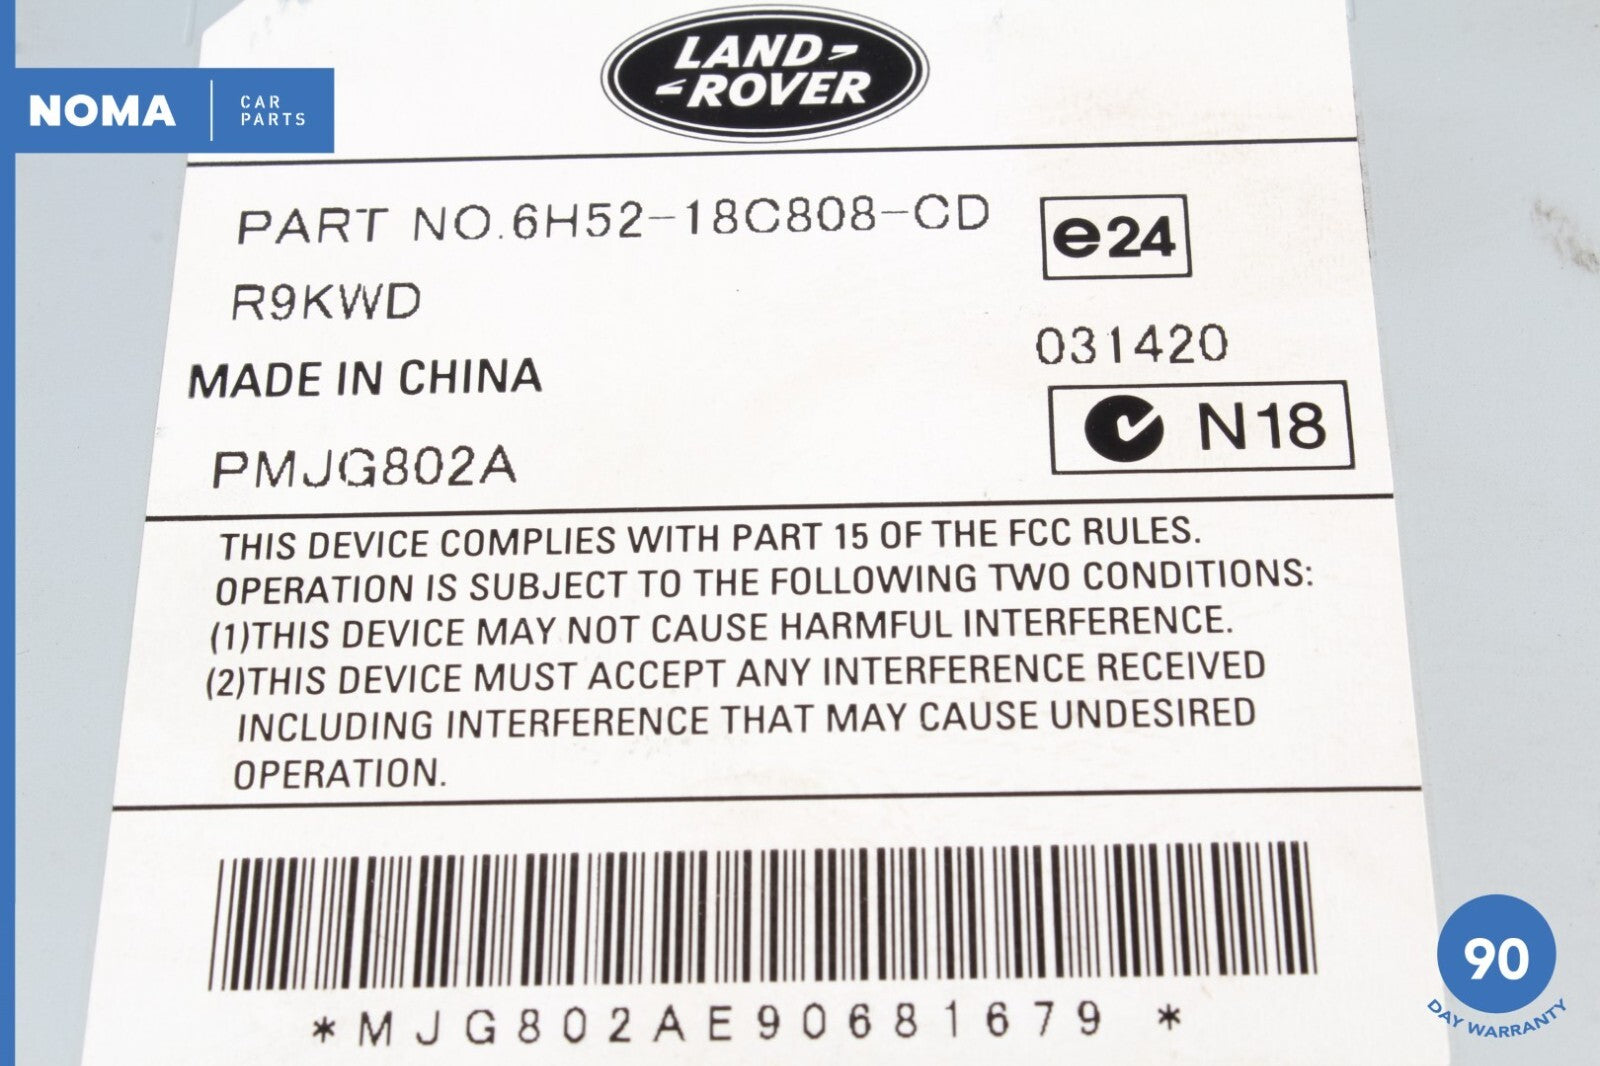 LAND-
-ROVER
NOMA
CAR
PARTS
PART NO.6H52-18C808-CD
e24
R9KWD
031420
MADE IN CHINA
N18
PMJG802A
THIS DEVICE COMPLIES WITH PART 15 OF THE FCC RULES.
OPERATION IS SUBJECT TO THE FOLLOWING TWO CONDITIONS:
(1)THIS DEVICE MAY NOT CAUSE HARMFUL INTERFERENCE.
(2)THIS DEVICE MUST ACCEPT ANY INTERFERENCE RECEIVED
INCLUDING INTERFERENCE THAT MAY CAUSE UNDESIRED
OPERATION.
*MJG802AE90681679 *
90
DAY WARRANTY